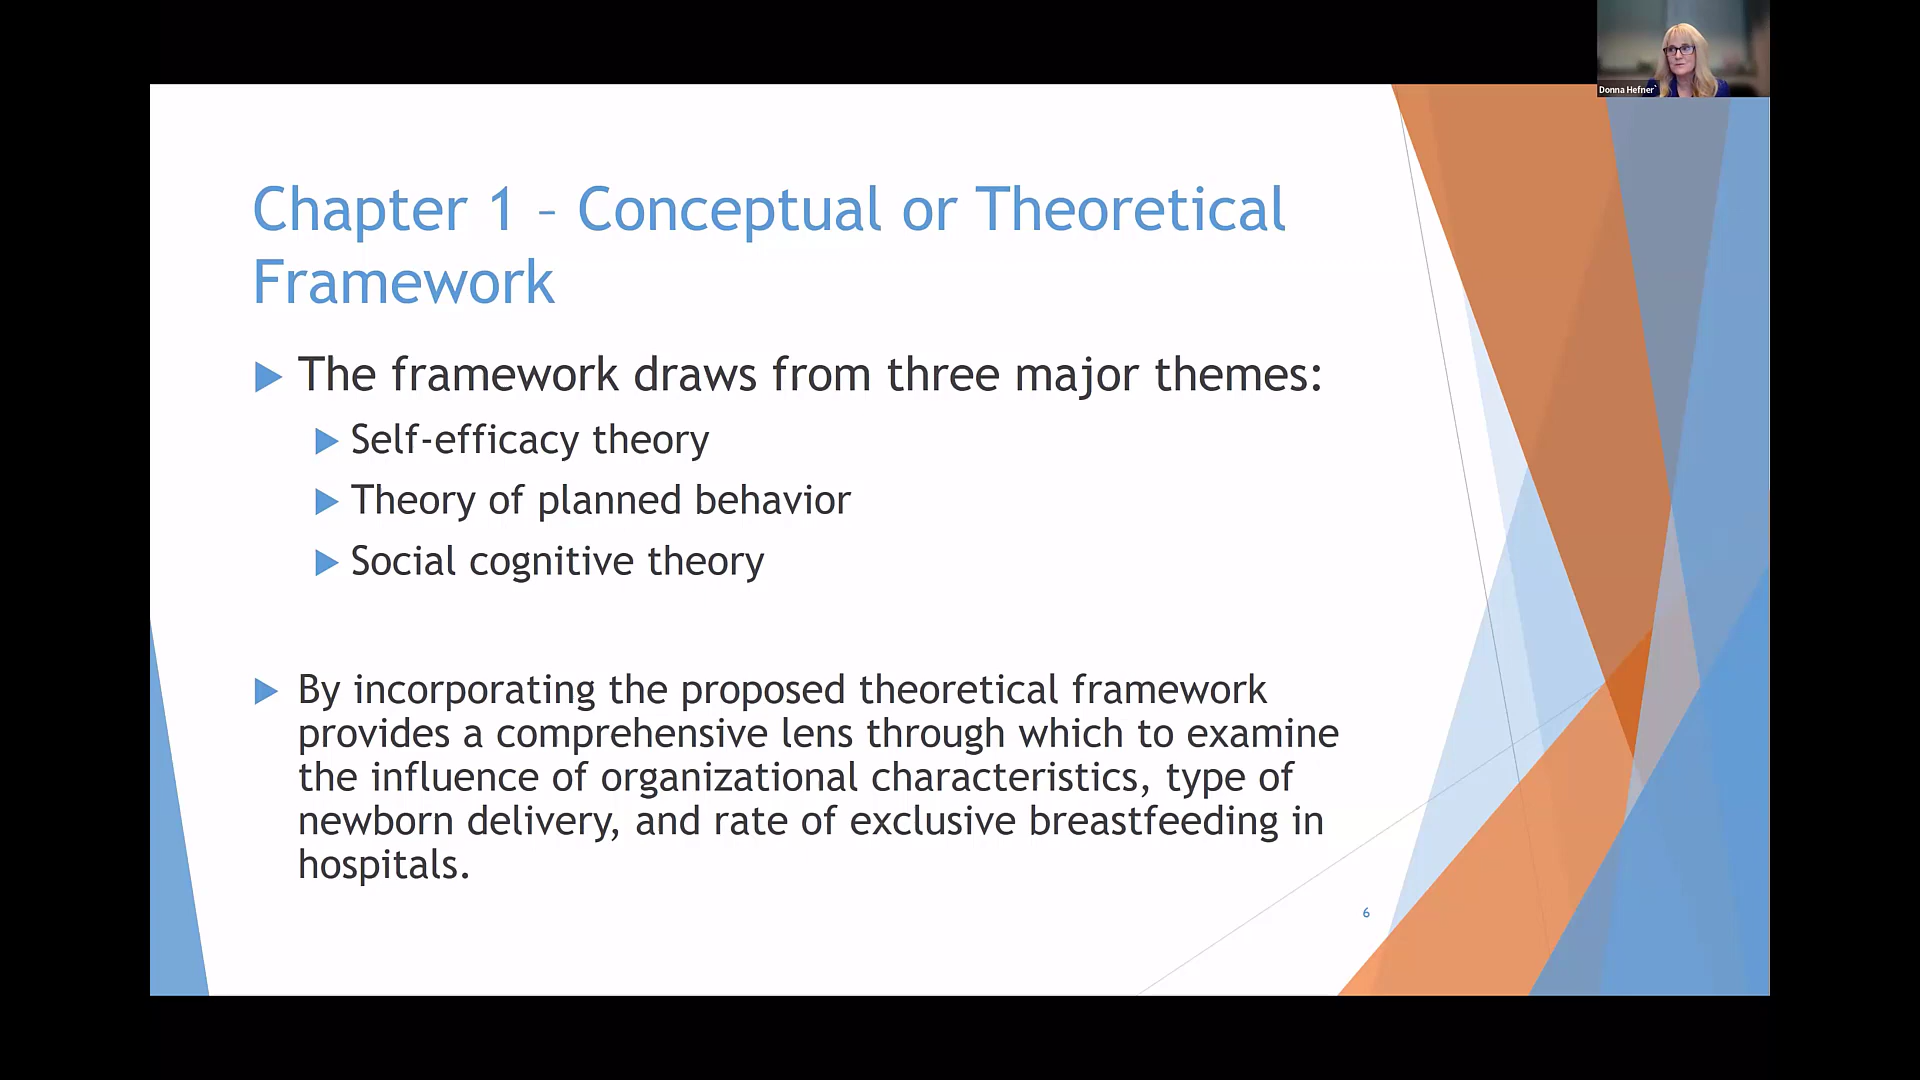 Donna Hefner`
Chapter 1 – Conceptual or Theoretical
Framework
The framework draws from three major themes:
Self-efficacy theory
Theory of planned behavior
Social cognitive theory
By incorporating the proposed theoretical framework
provides a comprehensive lens through which to examine
the influence of organizational characteristics, type of
newborn delivery, and rate of exclusive breastfeeding in
hospitals.
6